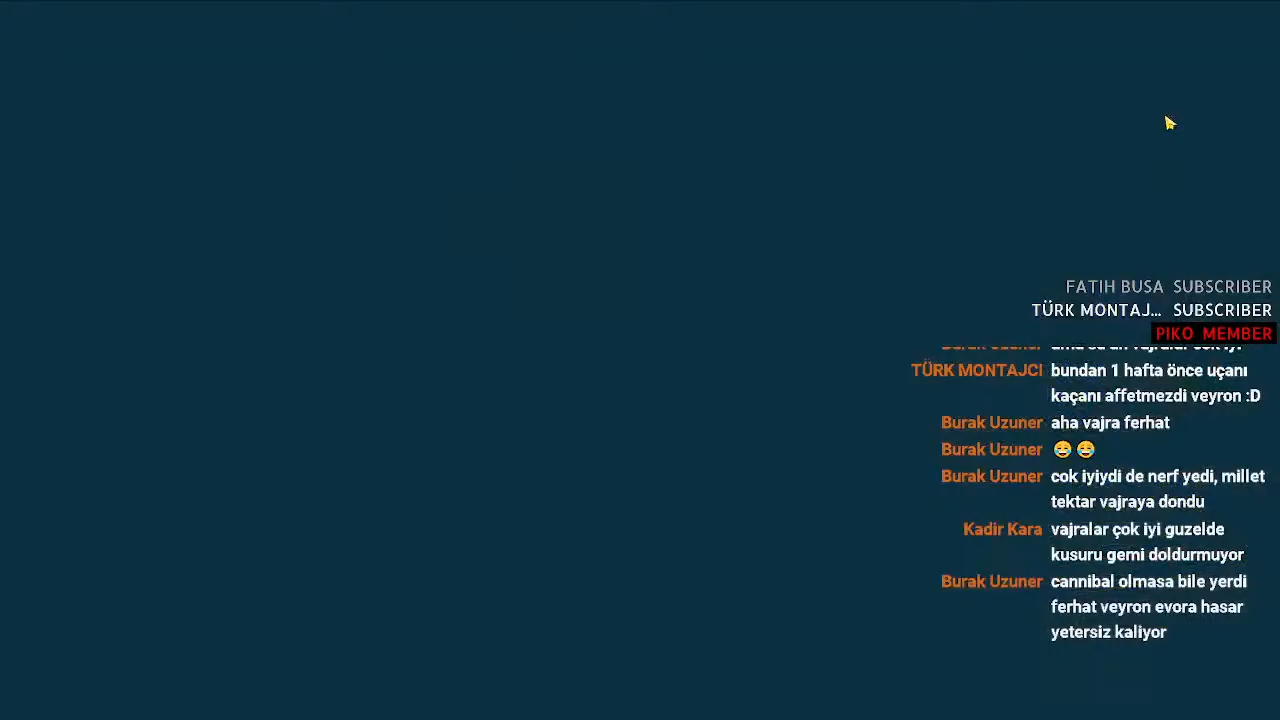 FATIH BUSA SUBSCRIBER
TÜRK MONTAJ... SUBSCRIBER
PIKO MEMBER
TÜRK MONTAJCI bundan 1 hafta önce uçanı
kaçanı affetmezdi veyron :D
Burak Uzuner aha vajra ferhat
Burak Uzuner 😂 😂
Burak Uzuner cok iyiydi de nerf yedi, millet
tektar vajraya dondu
Kadir Kara vajralar çok iyi guzelde
kusuru gemi doldurmuyor
Burak Uzuner cannibal olmasa bile yerdi
ferhat veyron evora hasar
yetersiz kaliyor